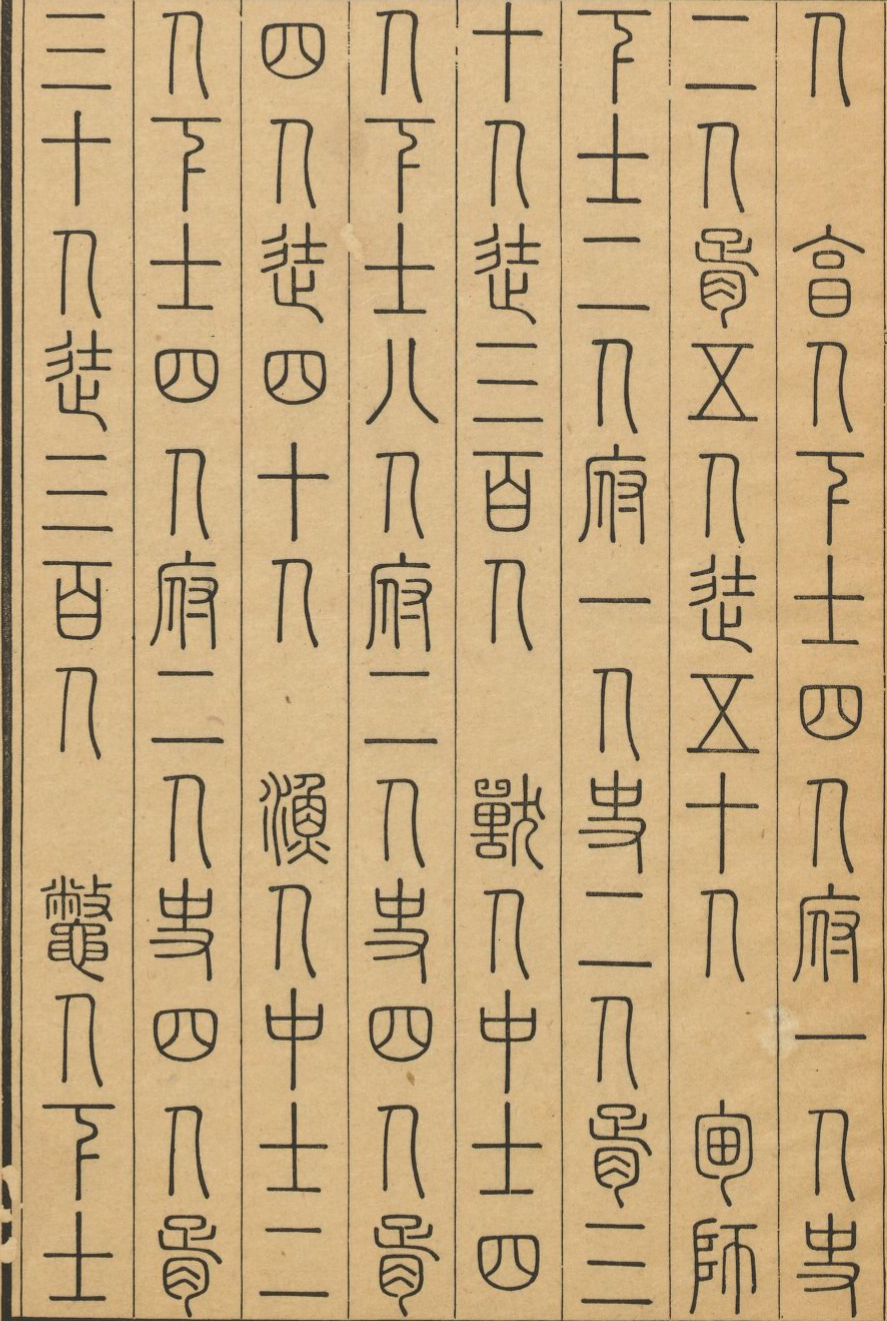 人　亯人下士四人府一人史
二人胥五人徒五十人　甸師
下士二人府一人史二人胥三
十人徒三百人　獸人中士四
人下士八人府二人史四人胥
四人徒四十人　漁人中士二
人下士四人府二人史四人胥
三十人徒三百人　鼈人下士